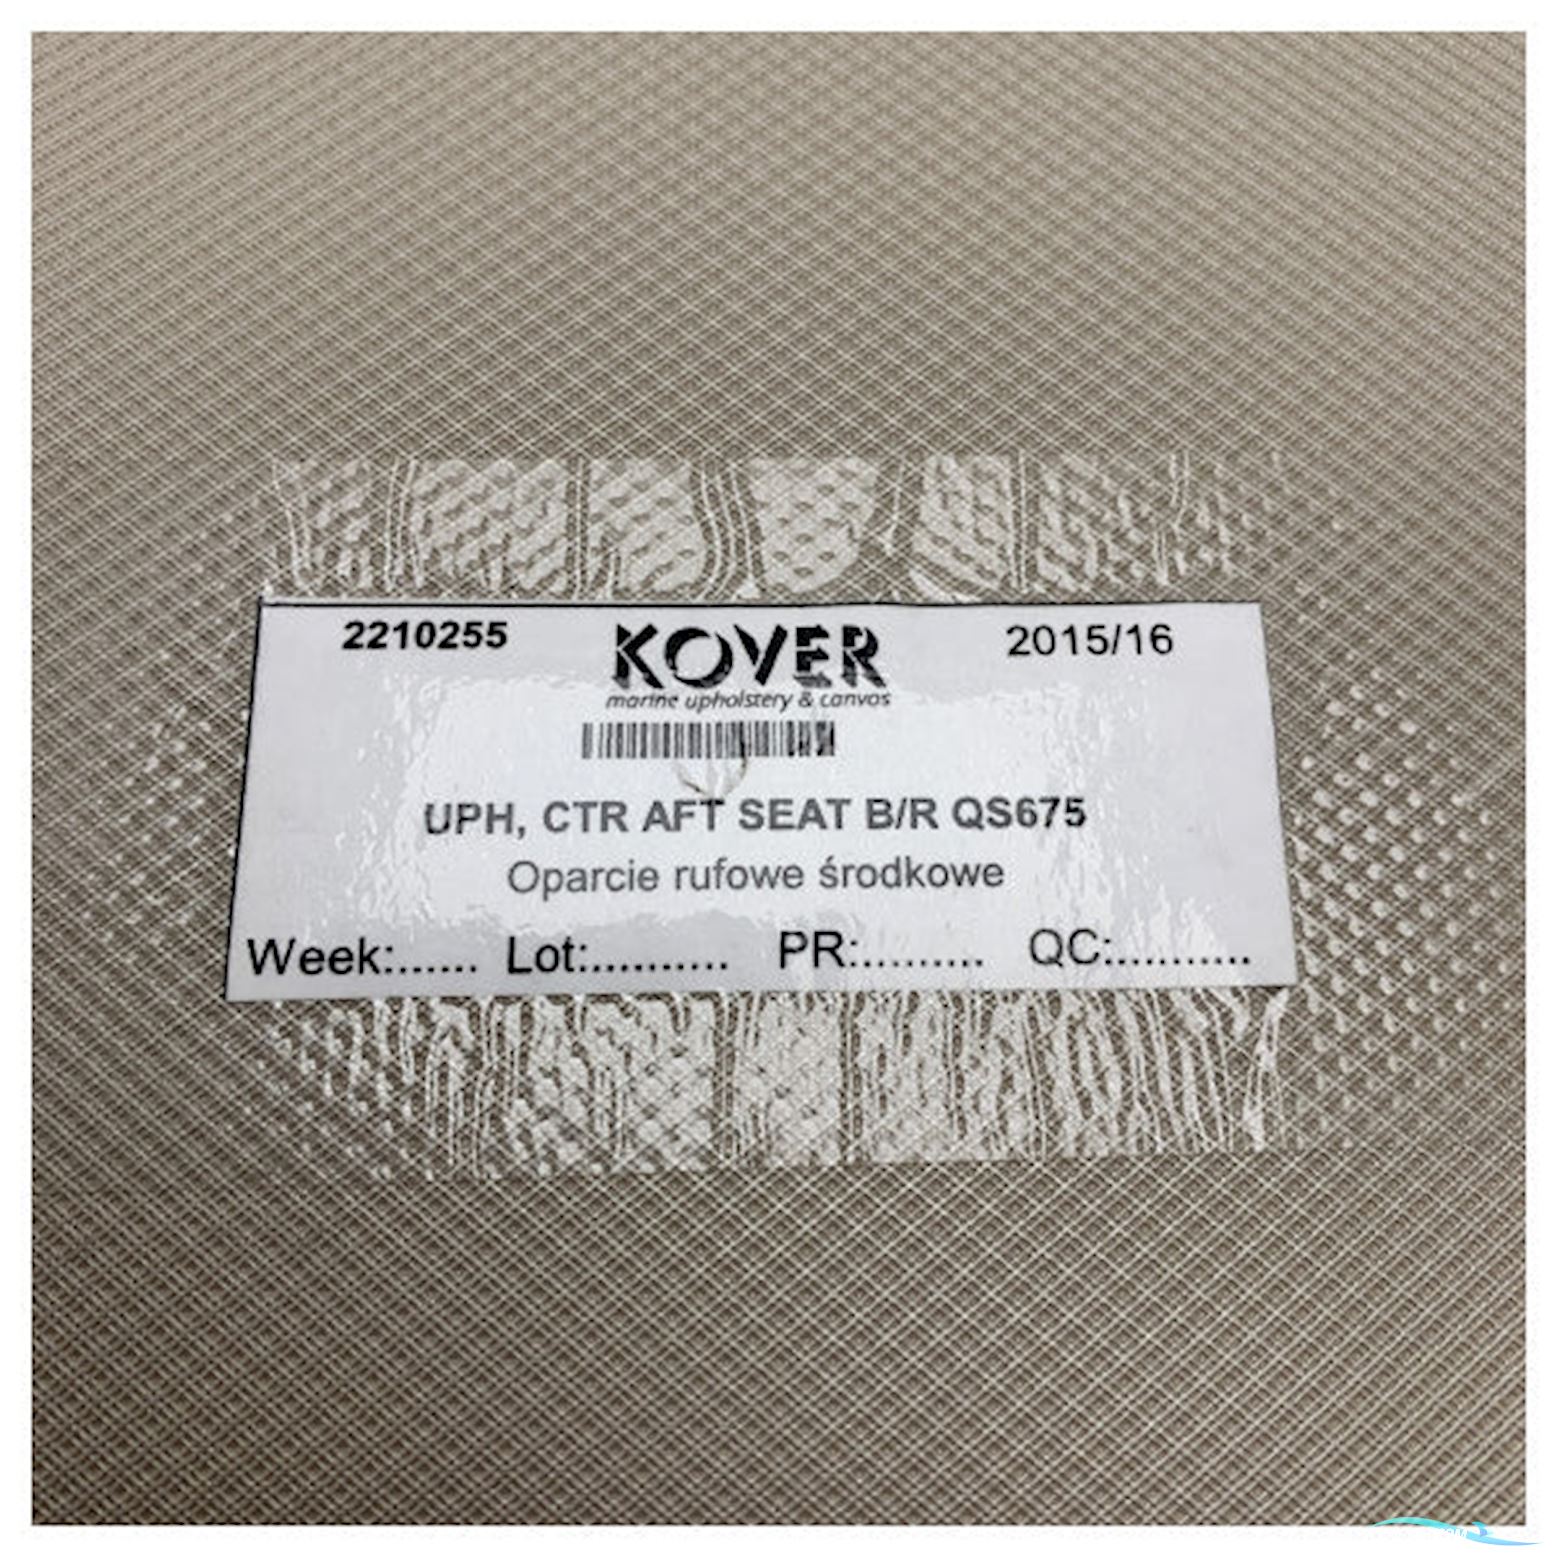 2210255 KOVER 2015/16
marine upholstery & canvas
UPH, CTR AFT SEAT B/R QS675
Oparcie rufowe środkowe
Week:....... Lot:........... PR:.......... QC:...........